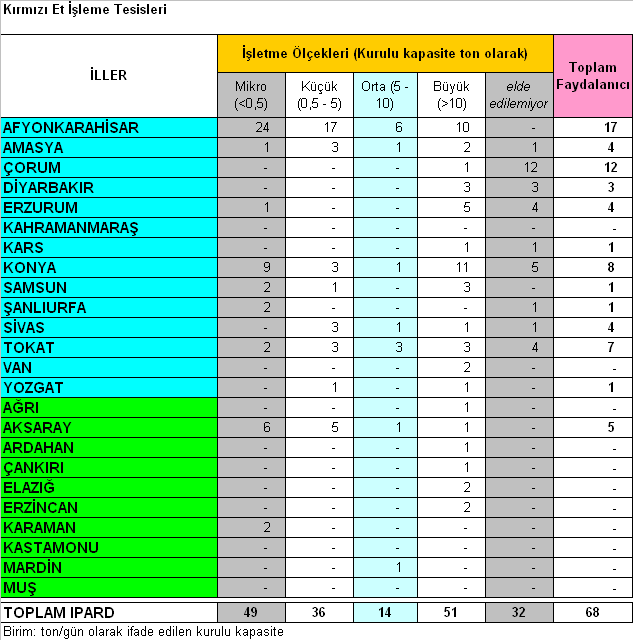 Kırmızı Et İşleme Tesisleri
İLLER İşletme Ölçekleri (Kurulu kapasite ton olarak) Toplam Faydalanıcı
Mikro (<0,5) Küçük (0,5 - 5) Orta (5 - 10) Büyük (>10) elde edilemiyor
AFYONKARAHİSAR 24 17 6 10 - 17
AMASYA 1 3 1 2 1 4
ÇORUM - - - 1 12 12
DİYARBAKIR - - - 3 3 3
ERZURUM 1 - - 5 4 4
KAHRAMANMARAŞ - - - - - -
KARS - - - 1 1 1
KONYA 9 3 1 11 5 8
SAMSUN 2 1 - 3 - 1
ŞANLIURFA 2 - - - 1 1
SİVAS - 3 1 1 1 4
TOKAT 2 3 3 3 4 7
VAN - - - 2 - -
YOZGAT - 1 - 1 - 1
AĞRI - - - 1 - -
AKSARAY 6 5 1 1 - 5
ARDAHAN - - - 1 - -
ÇANKIRI - - - 1 - -
ELAZIĞ - - - 2 - -
ERZİNCAN - - - 2 - -
KARAMAN 2 - - - - -
KASTAMONU - - - - - -
MARDİN - - 1 - - -
MUŞ - - - - - -
TOPLAM IPARD 49 36 14 51 32 68
Birim: ton/gün olarak ifade edilen kurulu kapasite